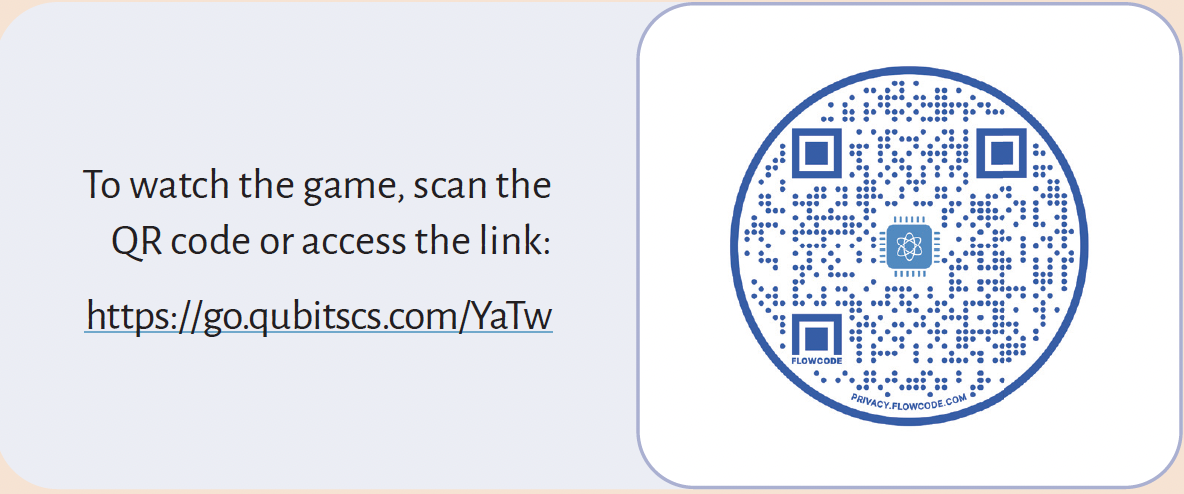 To watch the game, scan the
QR code or access the link:
https://go.qubitscs.com/YaTw
FLOWCODE
PRIVACY.FLOWCODE.COM